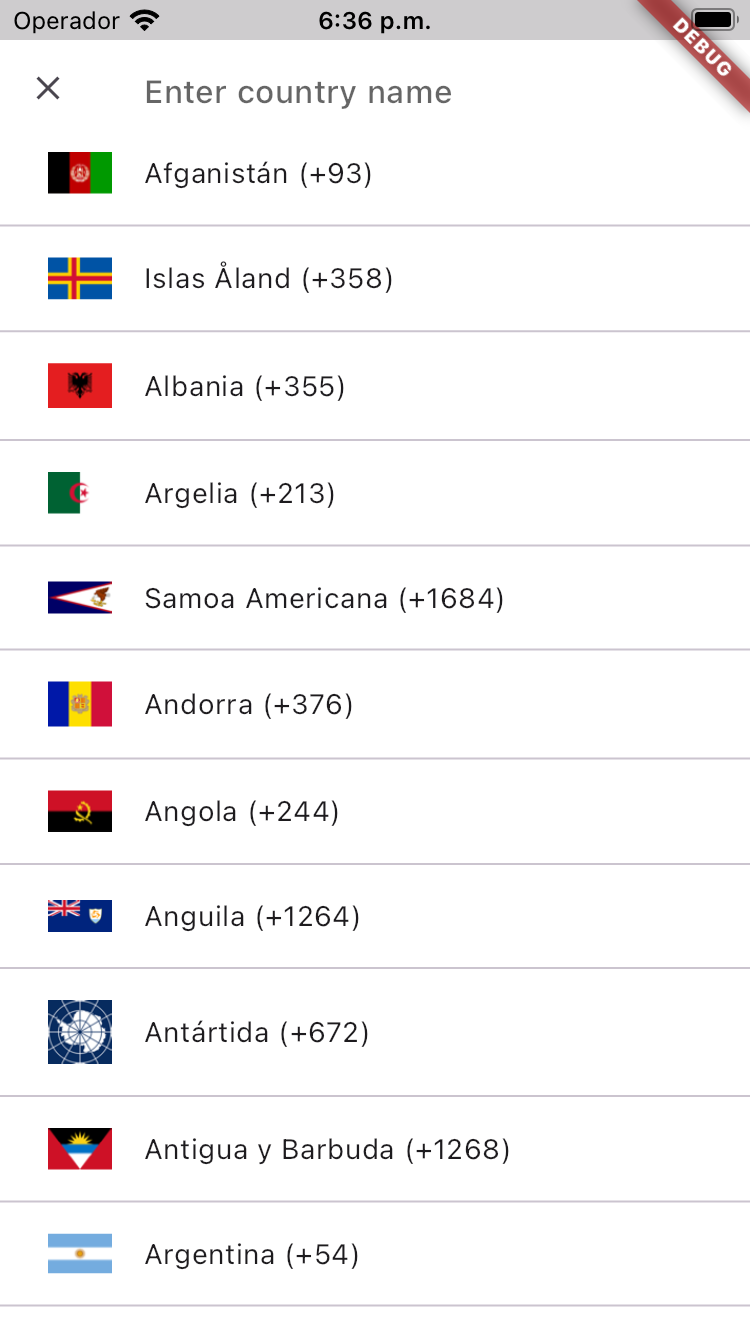 Operador 6:36 p.m.
DEBUG
Enter country name
Afganistán (+93)
Islas Åland (+358)
Albania (+355)
Argelia (+213)
Samoa Americana (+1684)
Andorra (+376)
Angola (+244)
Anguila (+1264)
Antártida (+672)
Antigua y Barbuda (+1268)
Argentina (+54)